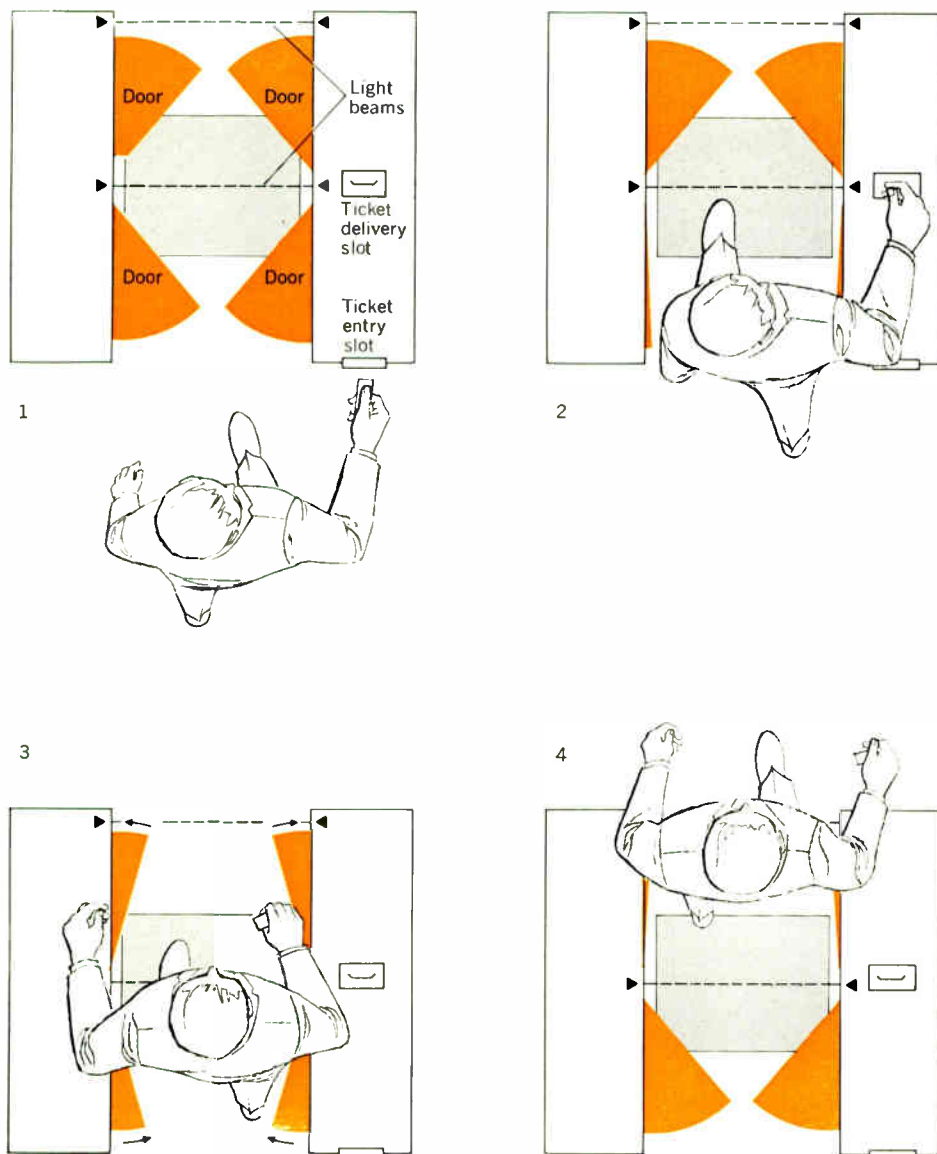 Door
Door
Light
beams
Ticket
delivery
slot
Door
Door
Ticket
entry
slot
1
2
3
4